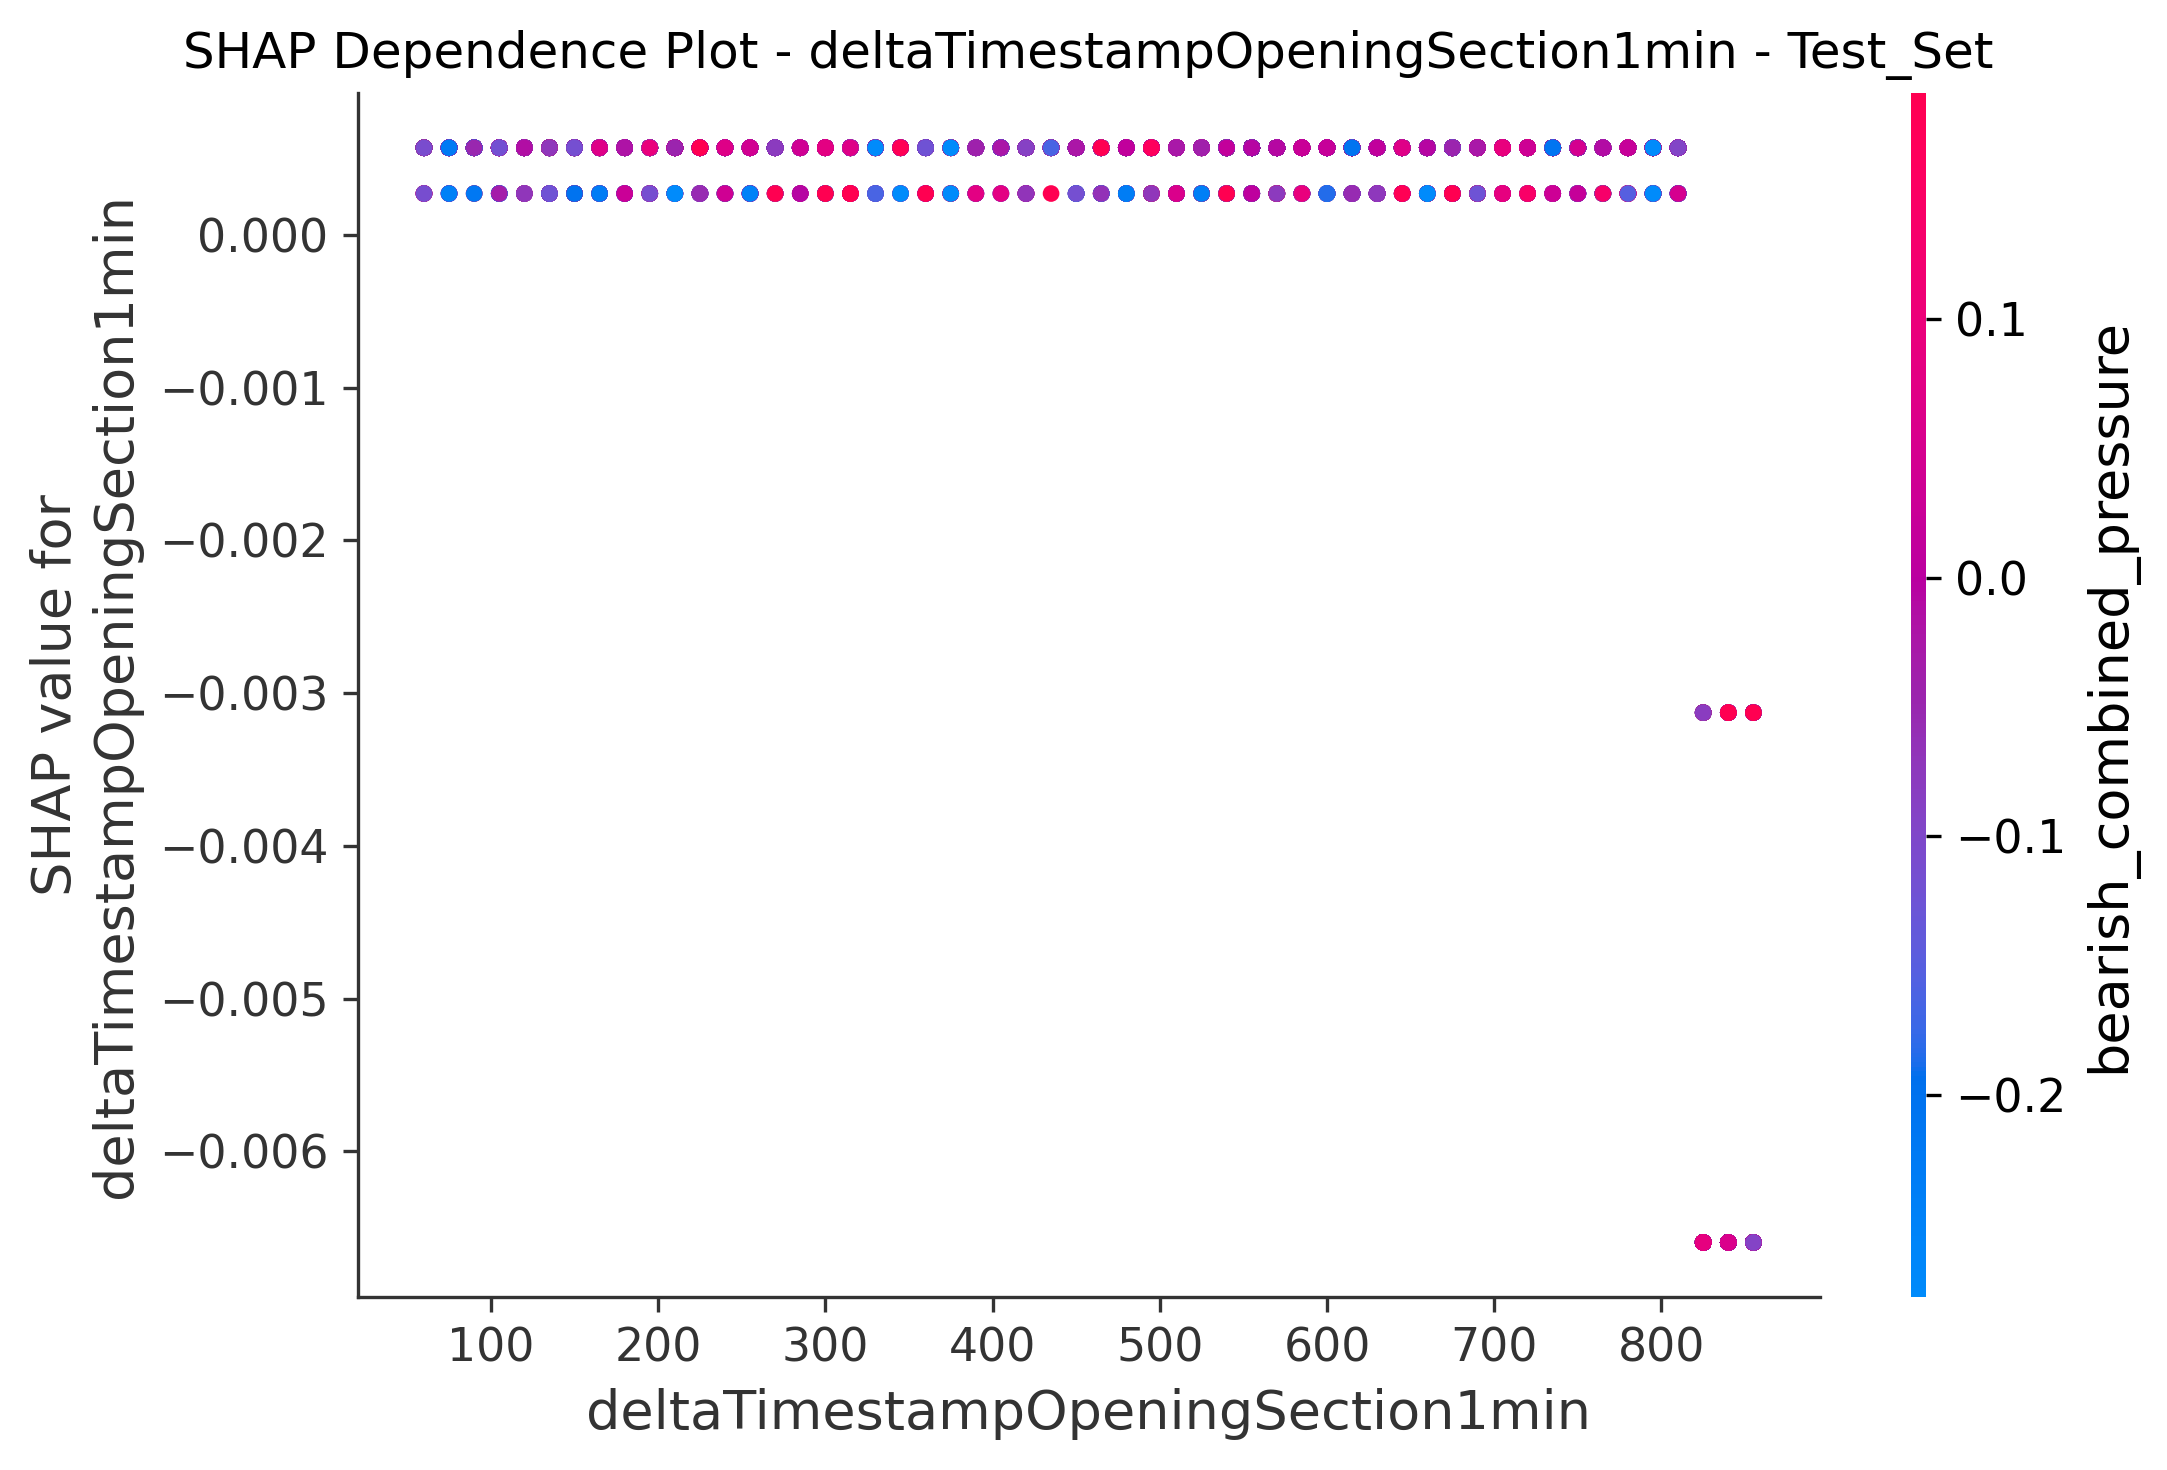 SHAP Dependence Plot - deltaTimestampOpeningSection1min - Test_Set
SHAP value for
deltaTimestampOpeningSection1min
0.000
−0.001
−0.002
−0.003
−0.004
−0.005
−0.006
100 200 300 400 500 600 700 800
deltaTimestampOpeningSection1min
0.1
0.0
−0.1
−0.2
bearish_combined_pressure